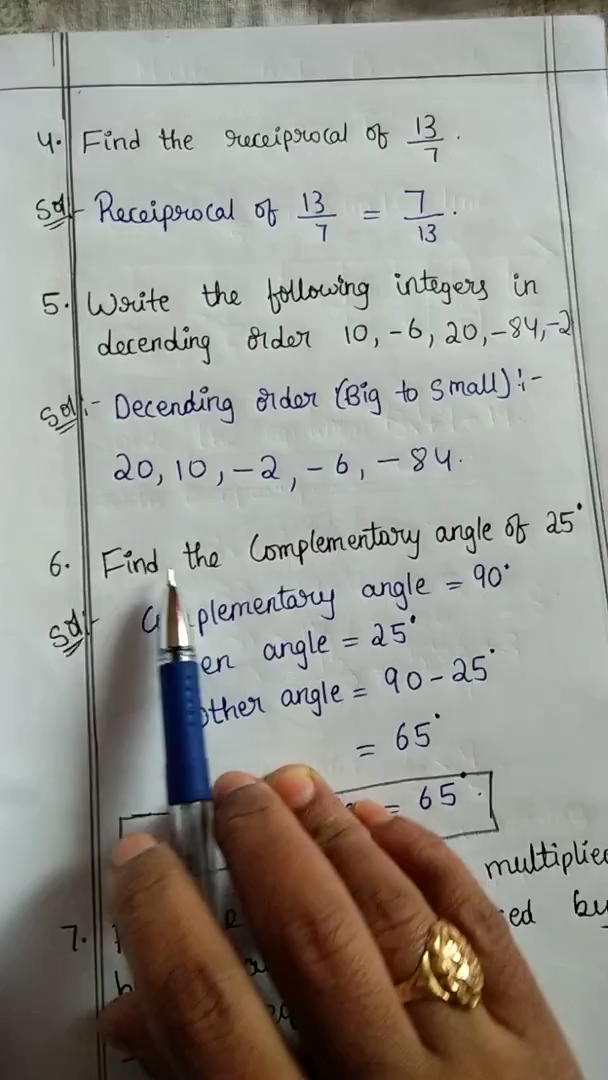 4. Find the receiprocal of 13/7.
Sol:- Receiprocal of 13/7 = 7/13.
5. Write the following integers in
decending order 10, -6, 20, -84, -2
Sol:- Decending order (Big to small):-
20, 10, -2, -6, -84.
6. Find the Complementary angle of 25°
Sol:- plementary angle = 90°
en angle = 25°
other angle = 90 - 25°
= 65°
= 65°.
multiplied
7. ed by